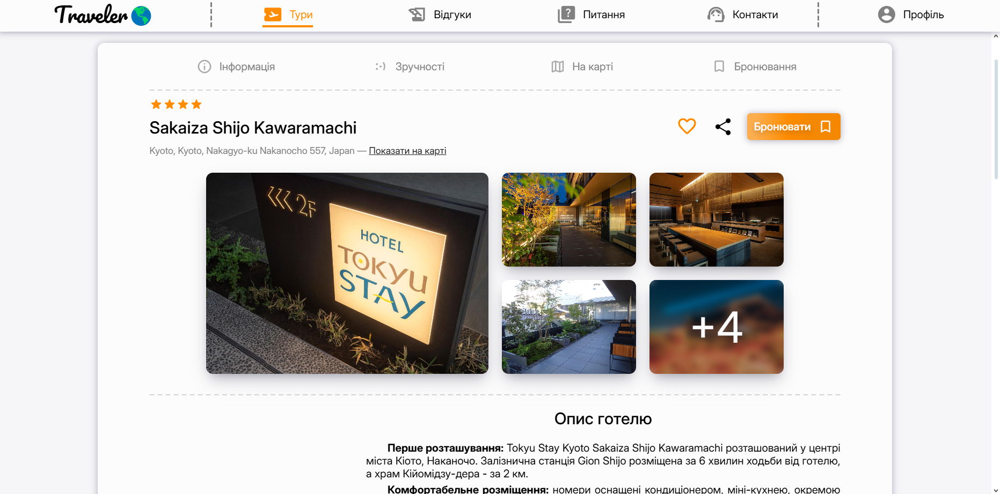 Traveler
Тури
Відгуки
Питання
Контакти
Профіль
Інформація
:-) Зручності
На карті
Бронювання
Sakaiza Shijo Kawaramachi
Бронювати
Kyoto, Kyoto, Nakagyo-ku Nakanocho 557, Japan — Показати на карті
2F
HOTEL
TOKYU
STAY
+4
Опис готелю
Перше розташування: Tokyu Stay Kyoto Sakaiza Shijo Kawaramachi розташований у центрі
міста Кіото, Наканочо. Залізнична станція Gion Shijo розміщена за 6 хвилин ходьби від готелю,
а храм Кійомідзу-дера - за 2 км.
Комфортабельне розміщення: номери оснащені кондиціонером, міні-кухнею, окремою